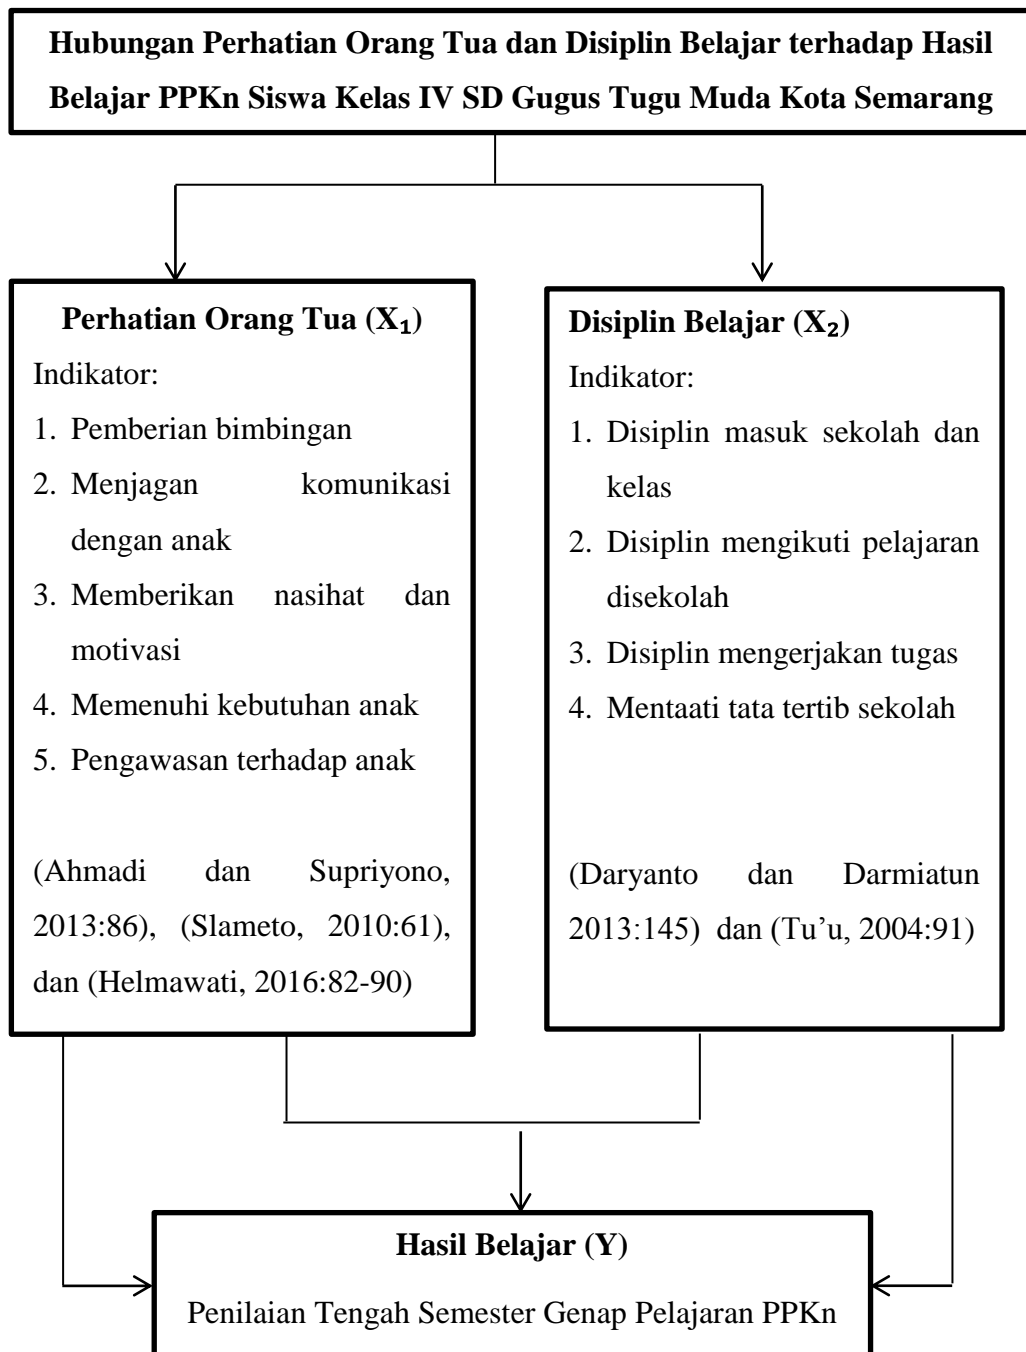 Hubungan Perhatian Orang Tua dan Disiplin Belajar terhadap Hasil
Belajar PPKn Siswa Kelas IV SD Gugus Tugu Muda Kota Semarang
Perhatian Orang Tua (X₁)
Indikator:
1. Pemberian bimbingan
2. Menjagan komunikasi
dengan anak
3. Memberikan nasihat dan
motivasi
4. Memenuhi kebutuhan anak
5. Pengawasan terhadap anak
(Ahmadi dan Supriyono,
2013:86), (Slameto, 2010:61),
dan (Helmawati, 2016:82-90)
Disiplin Belajar (X₂)
Indikator:
1. Disiplin masuk sekolah dan
kelas
2. Disiplin mengikuti pelajaran
disekolah
3. Disiplin mengerjakan tugas
4. Mentaati tata tertib sekolah
(Daryanto dan Darmiatun
2013:145) dan (Tu’u, 2004:91)
Hasil Belajar (Y)
Penilaian Tengah Semester Genap Pelajaran PPKn